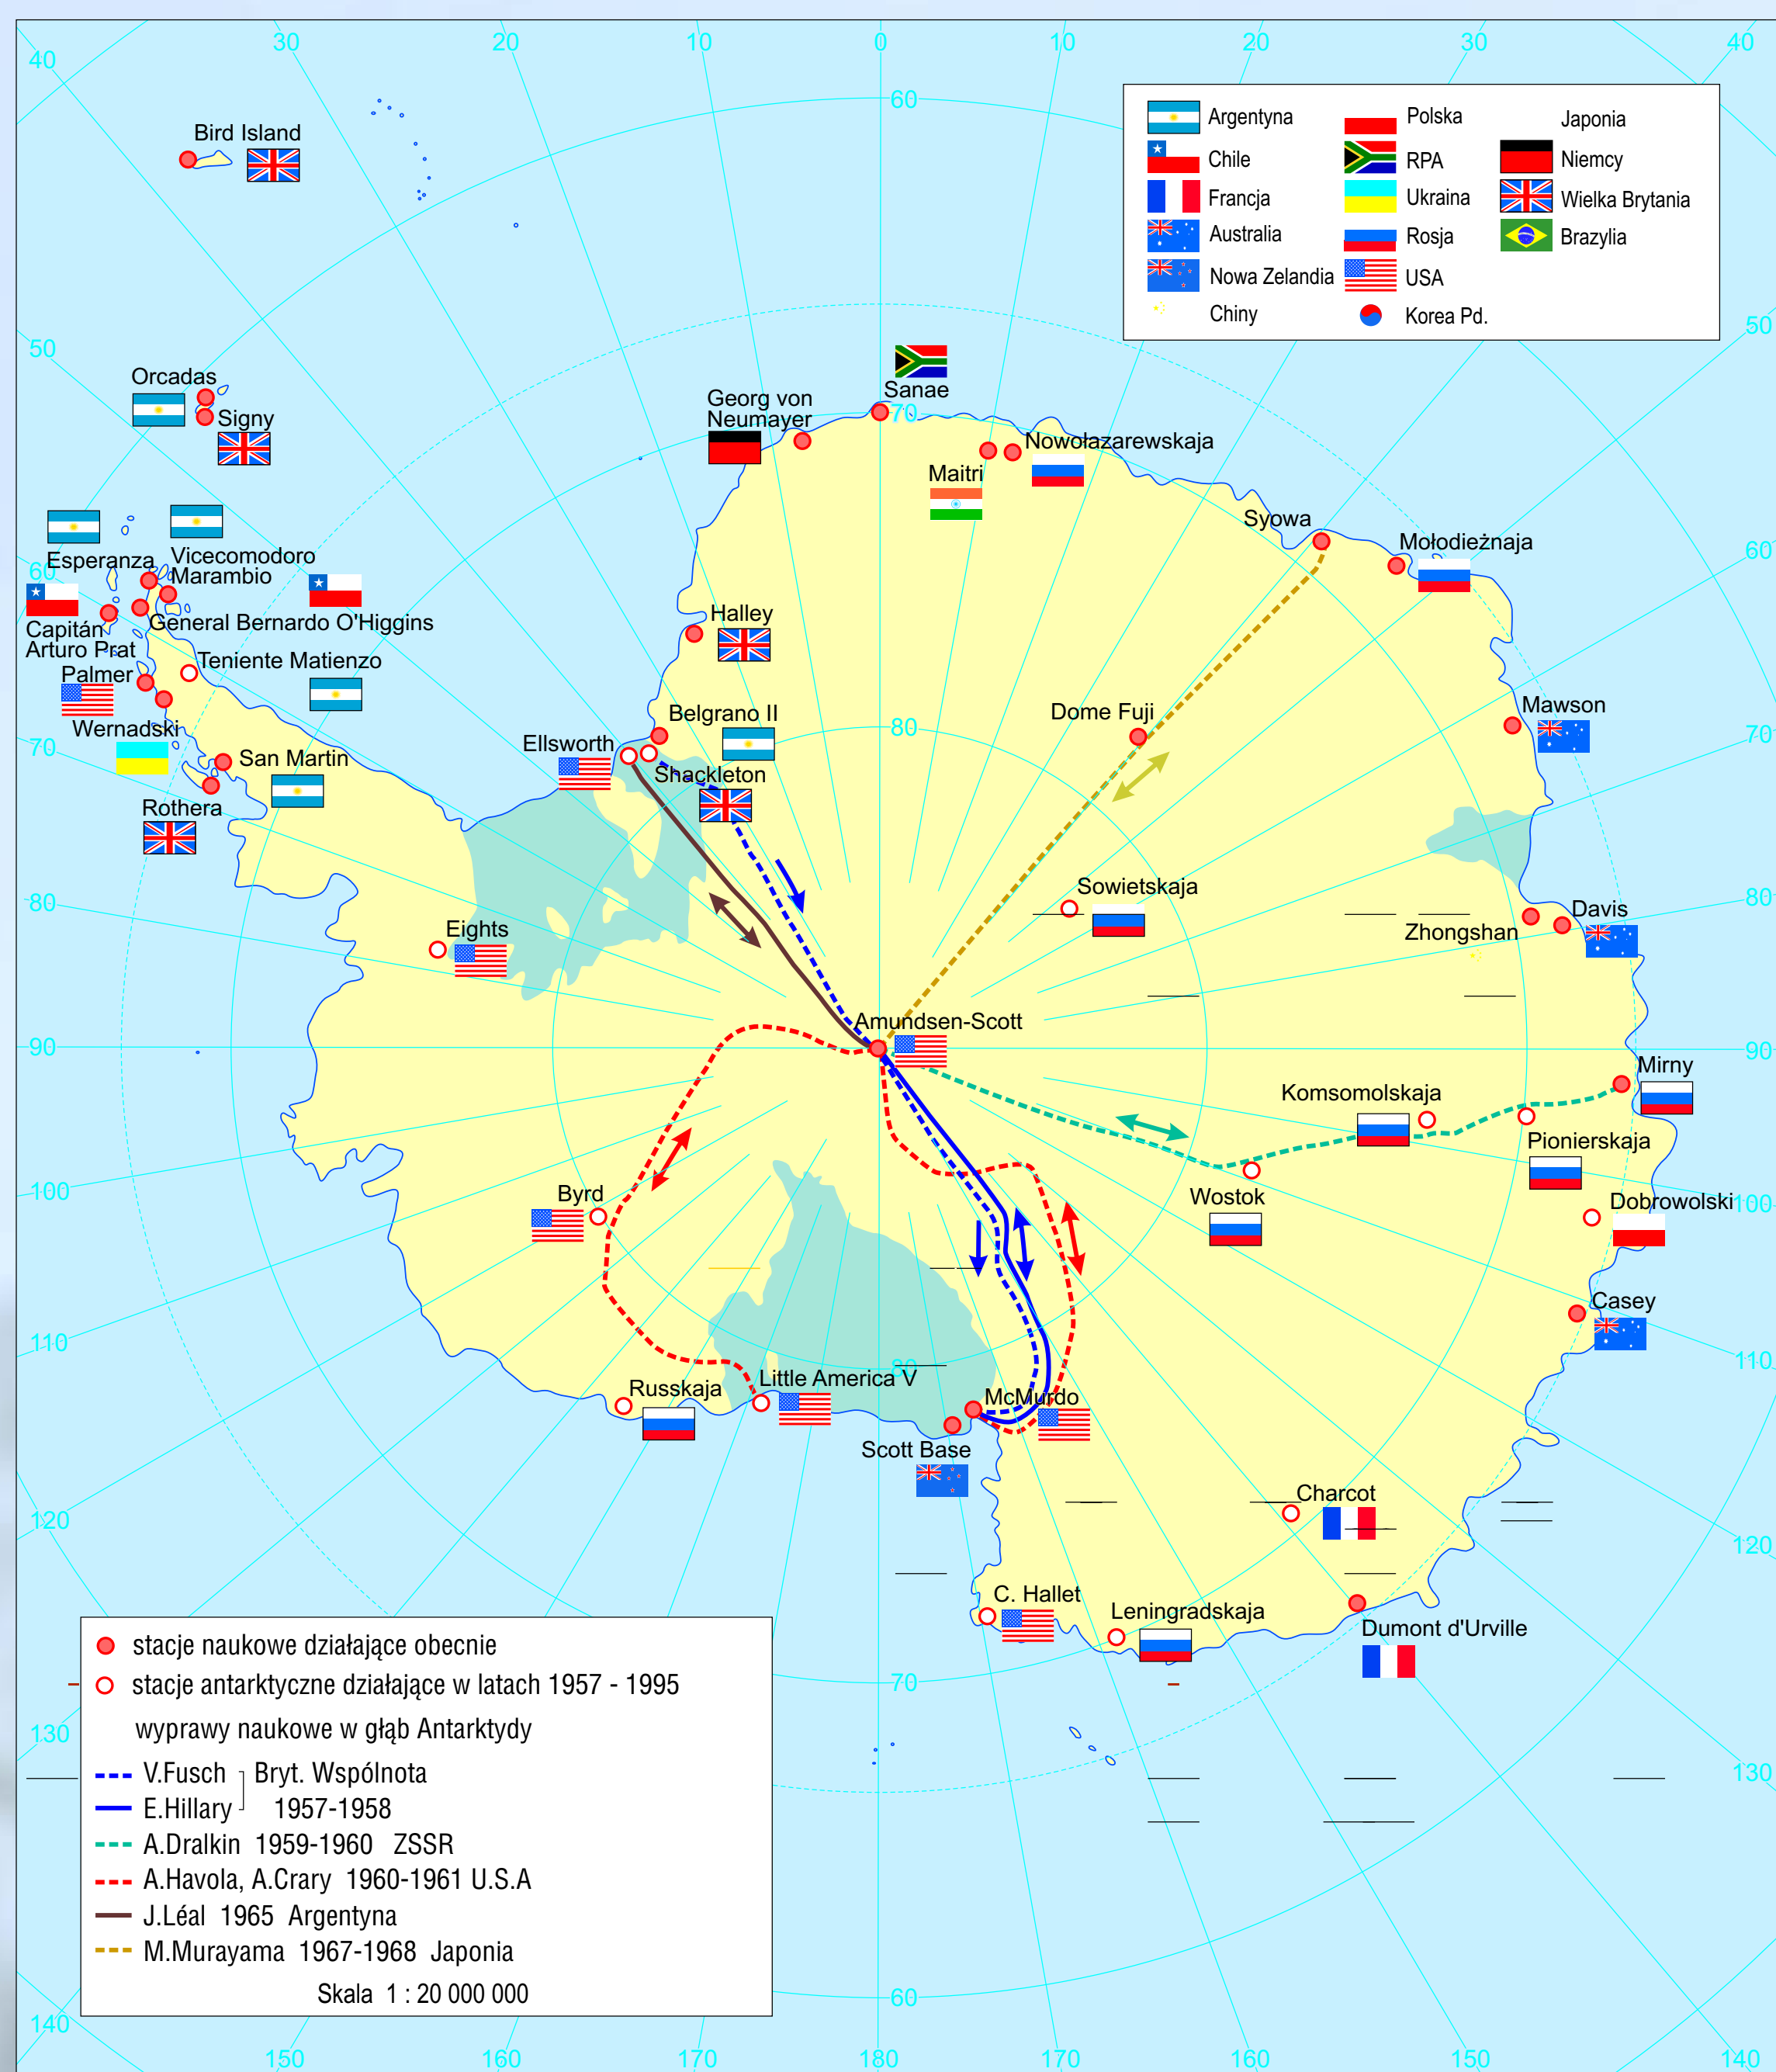 40
30
20
10
0
10
20
30
40
60
Bird Island
Argentyna
Chile
Francja
Australia
Nowa Zelandia
Chiny
Polska
RPA
Ukraina
Rosja
USA
Korea Pd.
Japonia
Niemcy
Wielka Brytania
Brazylia
50
50
Orcadas
Signy
Georg von
Neumayer
Sanae
70
Nowołazarewskaja
Maitri
Syowa
Mołodieżnaja
60
60
Esperanza
Vicecomodoro
Marambio
General Bernardo O'Higgins
Capitán
Arturo Prat
Teniente Matienzo
Palmer
Wernadski
San Martin
Rothera
Halley
Belgrano II
Ellsworth
Shackleton
80
Dome Fuji
Mawson
70
70
80
80
Eights
Sowietskaja
Zhongshan
Davis
Amundsen-Scott
90
90
Mirny
Komsomolskaja
Pionierskaja
Wostok
Dobrowolski
100
100
Byrd
Casey
110
110
80
Russkaja
Little America V
McMurdo
Scott Base
Charcot
120
120
C. Hallet
Leningradskaja
Dumont d'Urville
70
130
130
stacje naukowe działające obecnie
stacje antarktyczne działające w latach 1957 - 1995
wyprawy naukowe w głąb Antarktydy
V.Fusch Bryt. Wspólnota
E.Hillary 1957-1958
A.Dralkin 1959-1960 ZSSR
A.Havola, A.Crary 1960-1961 U.S.A
J.Léal 1965 Argentyna
M.Murayama 1967-1968 Japonia
Skala 1 : 20 000 000
60
140
150
160
170
180
170
160
150
140